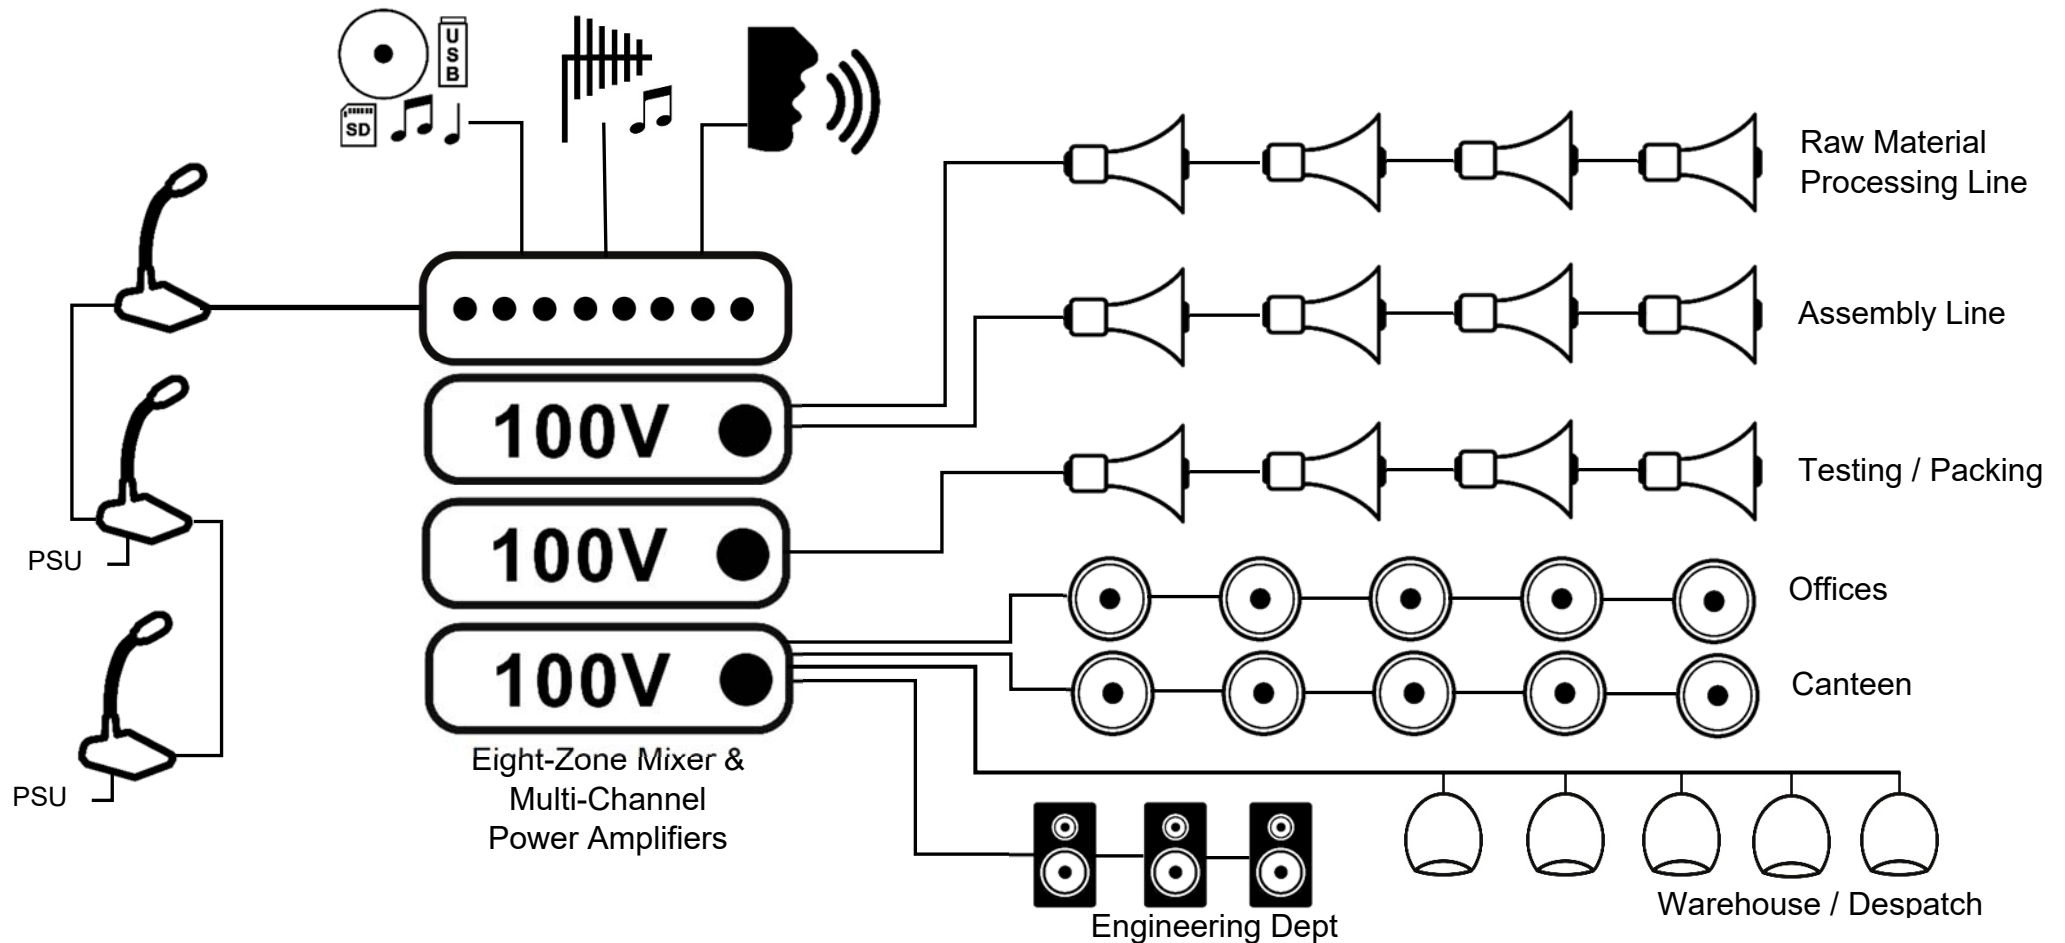 USB
SD
Raw Material
Processing Line
Assembly Line
100V
Testing / Packing
100V
PSU
Offices
100V
Canteen
Eight-Zone Mixer &
Multi-Channel
Power Amplifiers
PSU
Warehouse / Despatch
Engineering Dept